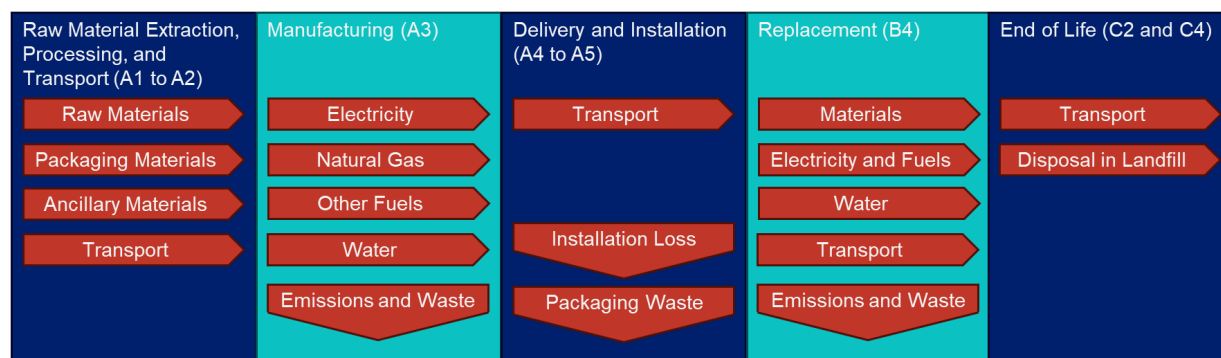 Raw Material Extraction,
Processing, and
Transport (A1 to A2)
Raw Materials
Packaging Materials
Ancillary Materials
Transport
Manufacturing (A3)
Electricity
Natural Gas
Other Fuels
Water
Emissions and Waste
Delivery and Installation
(A4 to A5)
Transport
Installation Loss
Packaging Waste
Replacement (B4)
Materials
Electricity and Fuels
Water
Transport
Emissions and Waste
End of Life (C2 and C4)
Transport
Disposal in Landfill